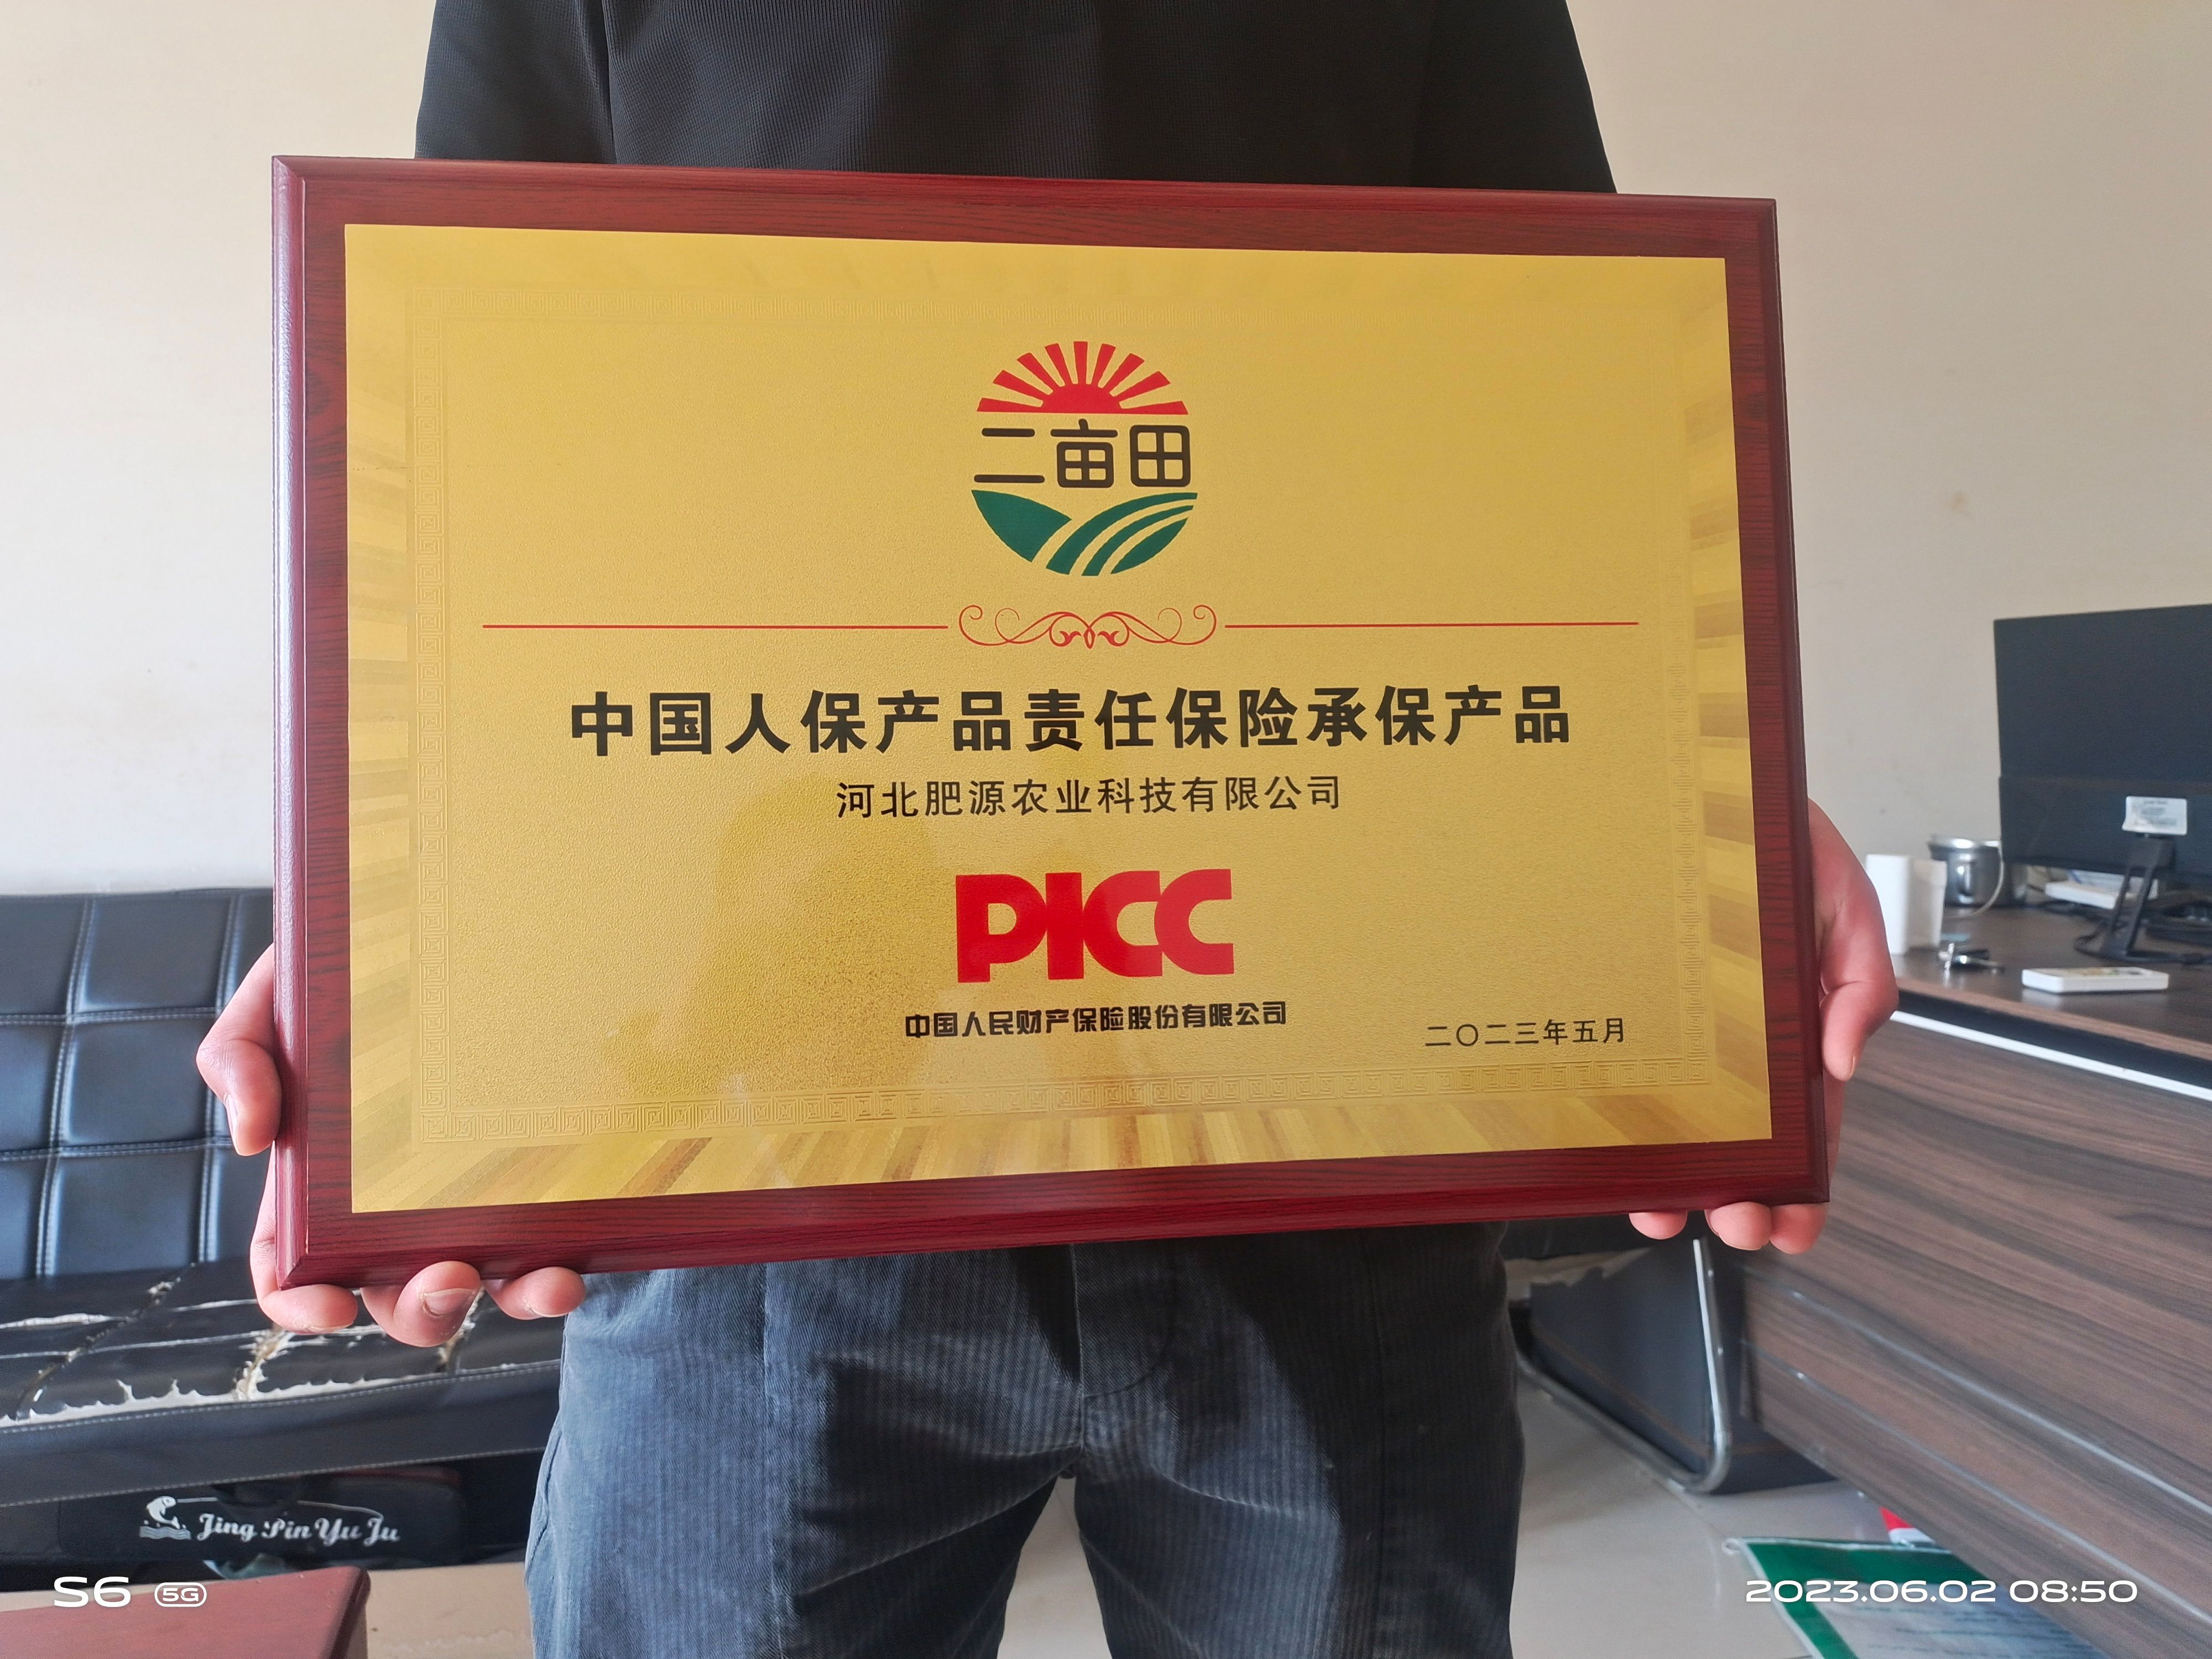 二亩田
中国人保产品责任保险承保产品
河北肥源农业科技有限公司
PICC
中国人民财产保险股份有限公司
二〇二三年五月
Jing Pin Yu Ju
S6 5G
2023.06.02 08:50